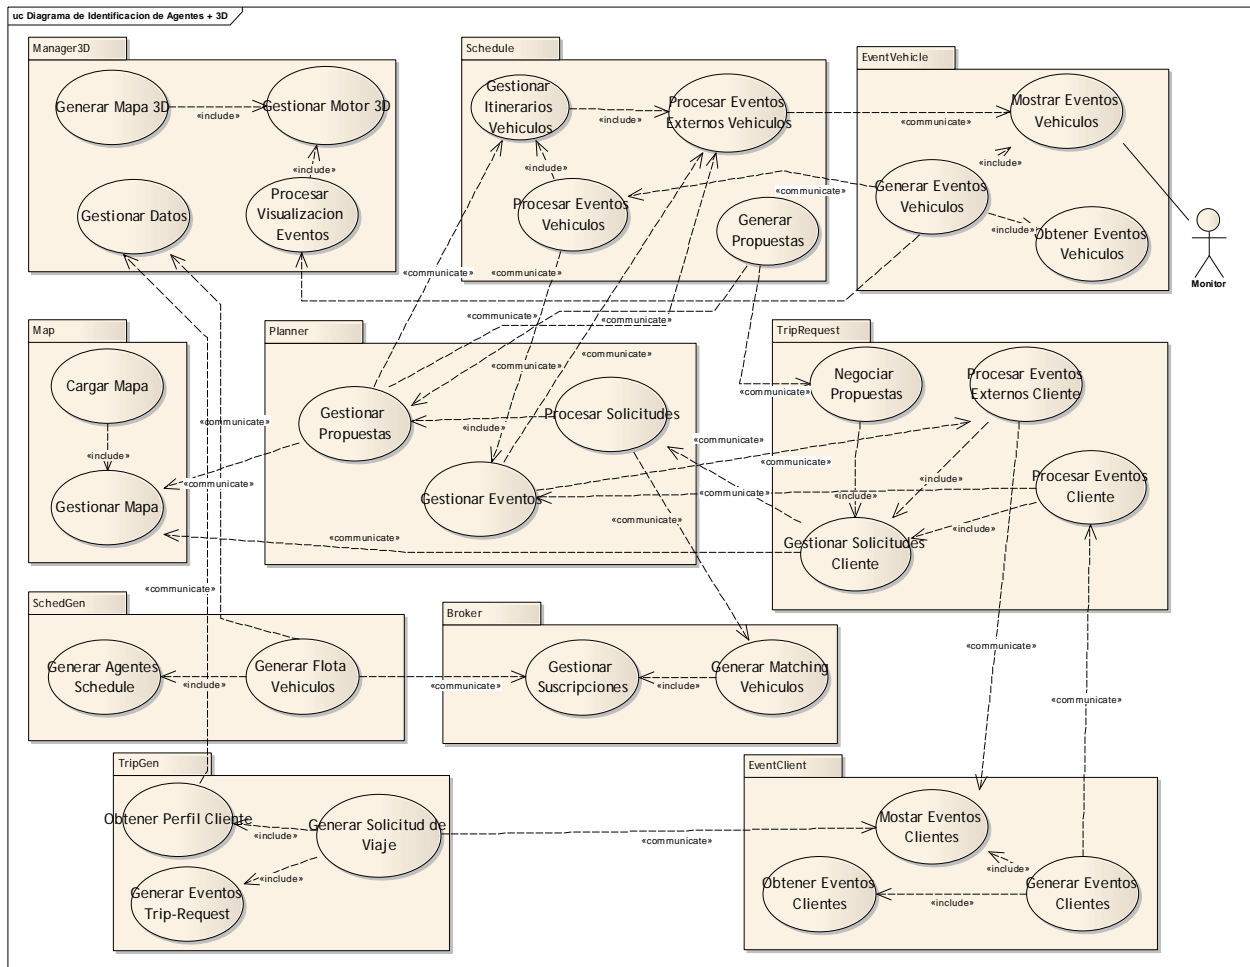 uc Diagrama de Identificacion de Agentes + 3D
Manager3D
Generar Mapa 3D
«include»
Gestionar Motor 3D
«include»
Gestionar Datos
Procesar
Visualizacion
Eventos
Schedule
Gestionar
Itinerarios
Vehiculos
«include»
Procesar Eventos
Externos Vehiculos
«include»
Procesar Eventos
Vehiculos
Generar
Propuestas
EventVehicle
Mostrar Eventos
Vehiculos
«communicate»
«include»
Generar Eventos
Vehiculos
«communicate»
«include»
Obtener Eventos
Vehiculos
Monitor
«communicate»
«communicate»
«communicate»
«communicate»
«communicate»
«communicate»
Map
Cargar Mapa
«include»
Gestionar Mapa
«communicate»
«communicate»
Planner
Gestionar
Propuestas
«include»
Procesar Solicitudes
Gestionar Eventos
«communicate»
«communicate»
«communicate»
«communicate»
«communicate»
«communicate»
TripRequest
Negociar
Propuestas
«communicate»
Procesar Eventos
Externos Cliente
«include»
«include»
Procesar Eventos
Cliente
«include»
Gestionar Solicitudes
Cliente
«communicate»
SchedGen
Generar Agentes
Schedule
«include»
Generar Flota
Vehiculos
«communicate»
Broker
Gestionar
Suscripciones
«include»
Generar Matching
Vehiculos
«communicate»
«communicate»
TripGen
Obtener Perfil Cliente
«include»
Generar Solicitud de
Viaje
«include»
Generar Eventos
Trip-Request
«communicate»
EventClient
Mostar Eventos
Clientes
«include»
Obtener Eventos
Clientes
«include»
Generar Eventos
Clientes